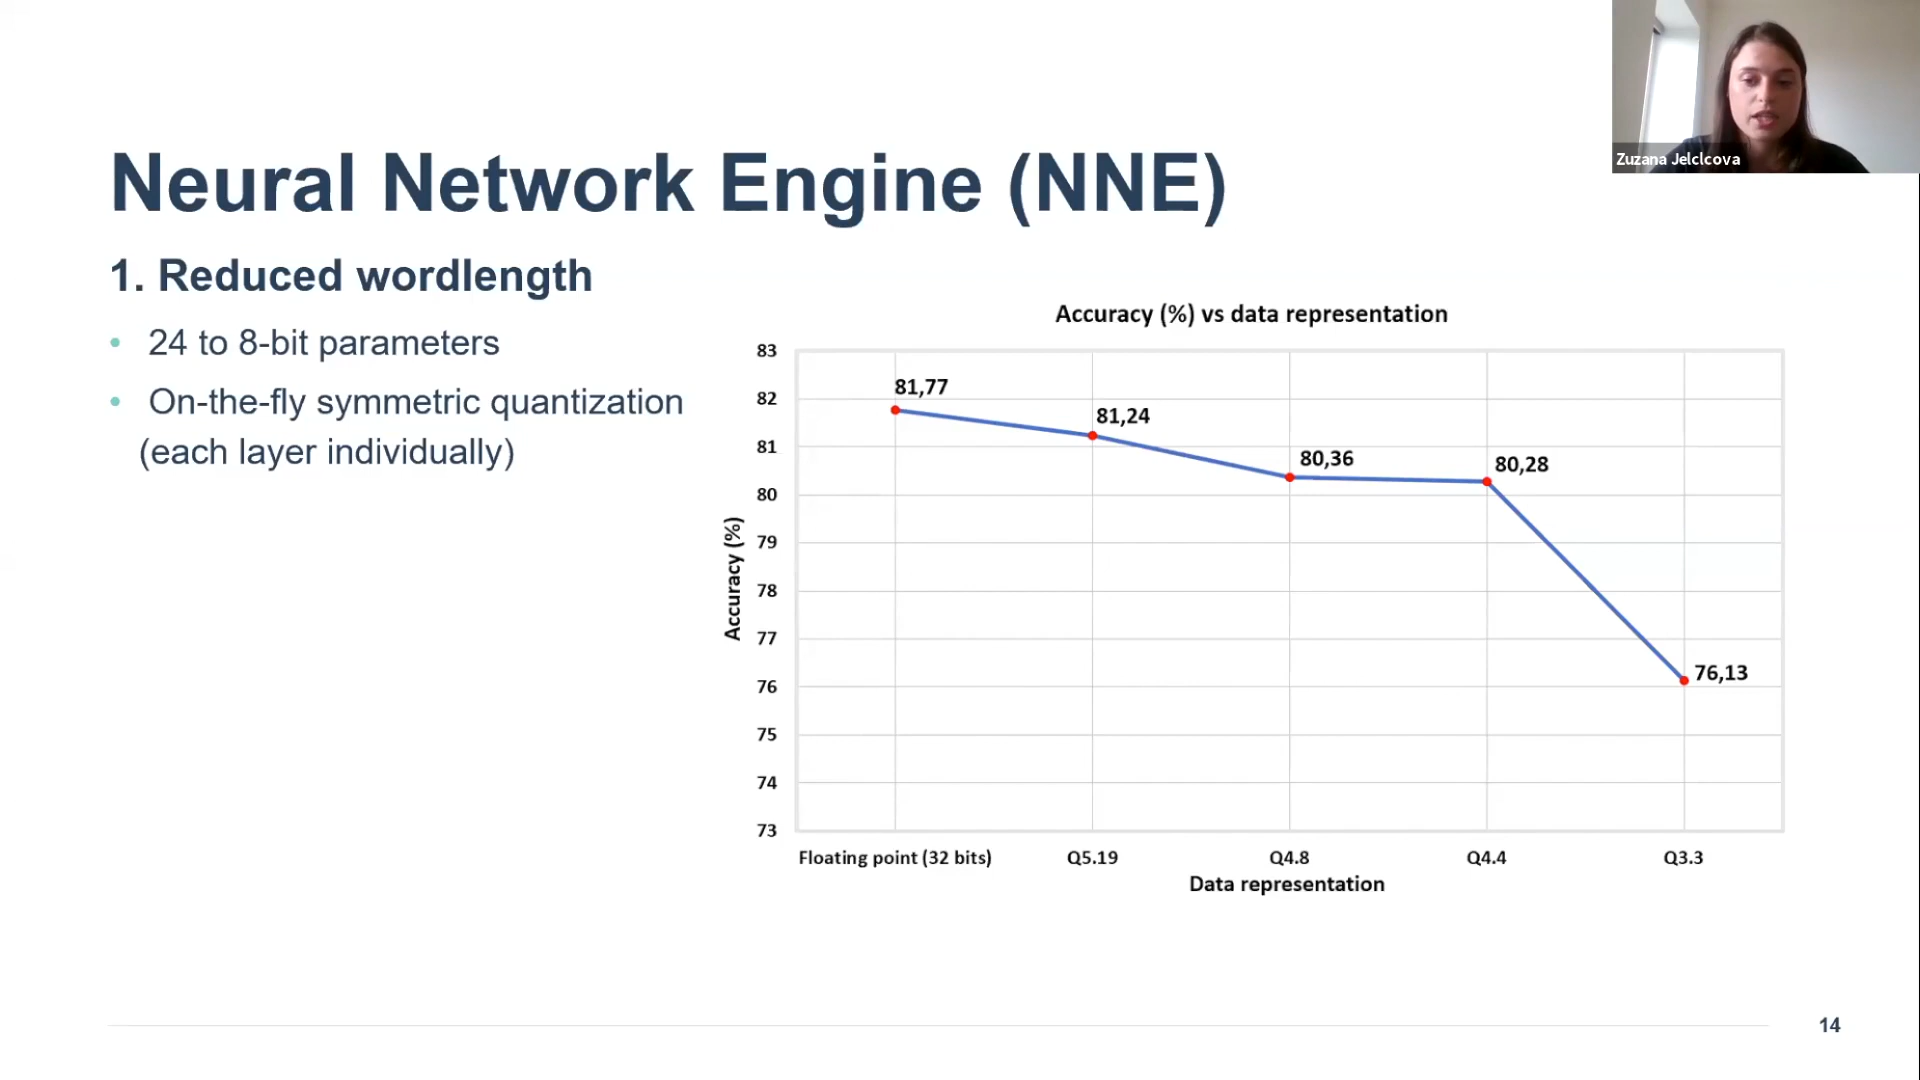 Zuzana Jelclcova
Neural Network Engine (NNE)
1. Reduced wordlength
• 24 to 8-bit parameters
• On-the-fly symmetric quantization
(each layer individually)
Accuracy (%) vs data representation
83
82
81
80
79
78
77
76
75
74
73
Accuracy (%)
81,77
81,24
80,36
80,28
76,13
Floating point (32 bits) Q5.19 Q4.8 Q4.4 Q3.3
Data representation
14